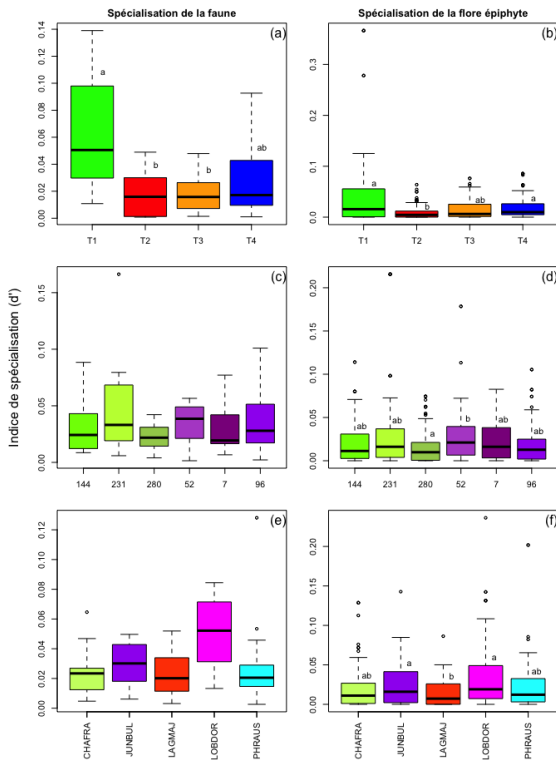 Spécialisation de la faune
Spécialisation de la flore épiphyte
Indice de spécialisation (d')
(a)
0.00 0.02 0.04 0.06 0.08 0.10 0.12 0.14
a b b ab
T1 T2 T3 T4
(b)
0.0 0.1 0.2 0.3
a b ab a
T1 T2 T3 T4
(c)
0.00 0.05 0.10 0.15
144 231 280 52 7 96
(d)
0.00 0.05 0.10 0.15 0.20
ab ab a b ab ab
144 231 280 52 7 96
(e)
0.00 0.02 0.04 0.06 0.08 0.10 0.12
CHAFRA JUNBUL LAGMAJ LOBDOR PHRAUS
(f)
0.00 0.05 0.10 0.15 0.20
ab a b a ab
CHAFRA JUNBUL LAGMAJ LOBDOR PHRAUS